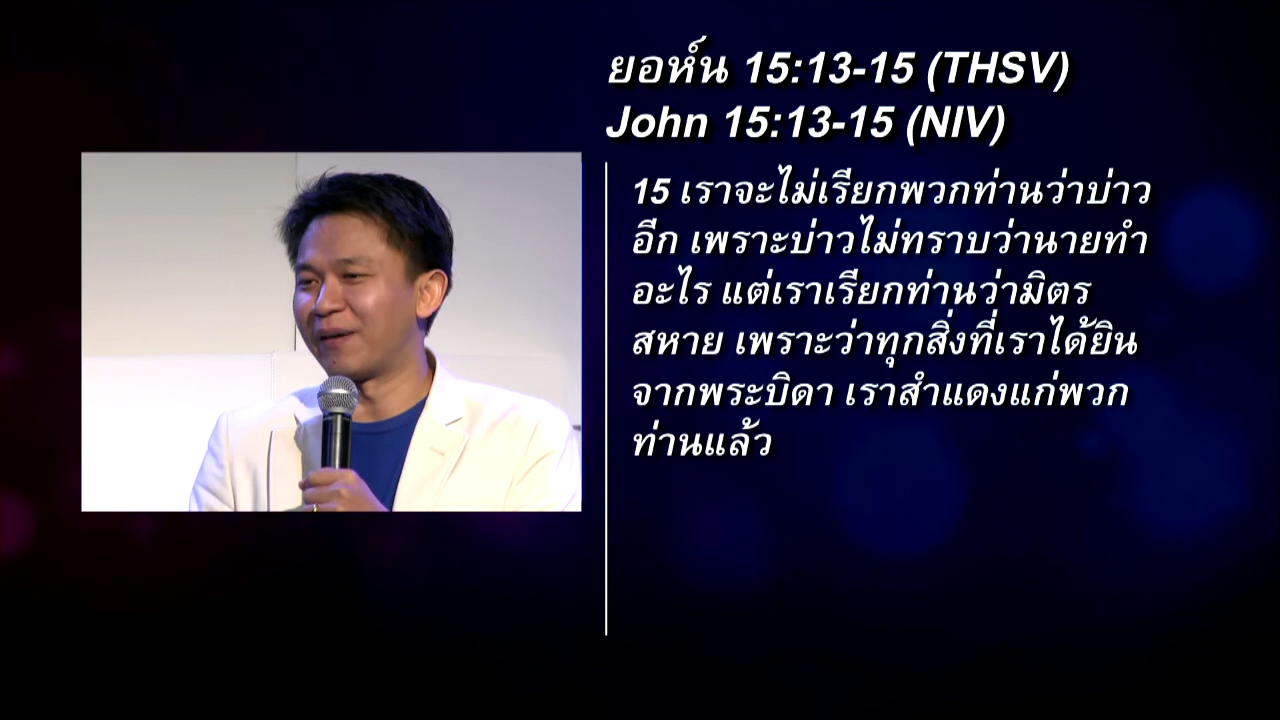 ยอห์น 15:13-15 (THSV)
John 15:13-15 (NIV)
15 เราจะไม่เรียกพวกท่านว่าบ่าว
อีก เพราะบ่าวไม่ทราบว่านายทำ
อะไร แต่เราเรียกท่านว่ามิตร
สหาย เพราะว่าทุกสิ่งที่เราได้ยิน
จากพระบิดา เราสำแดงแก่พวก
ท่านแล้ว